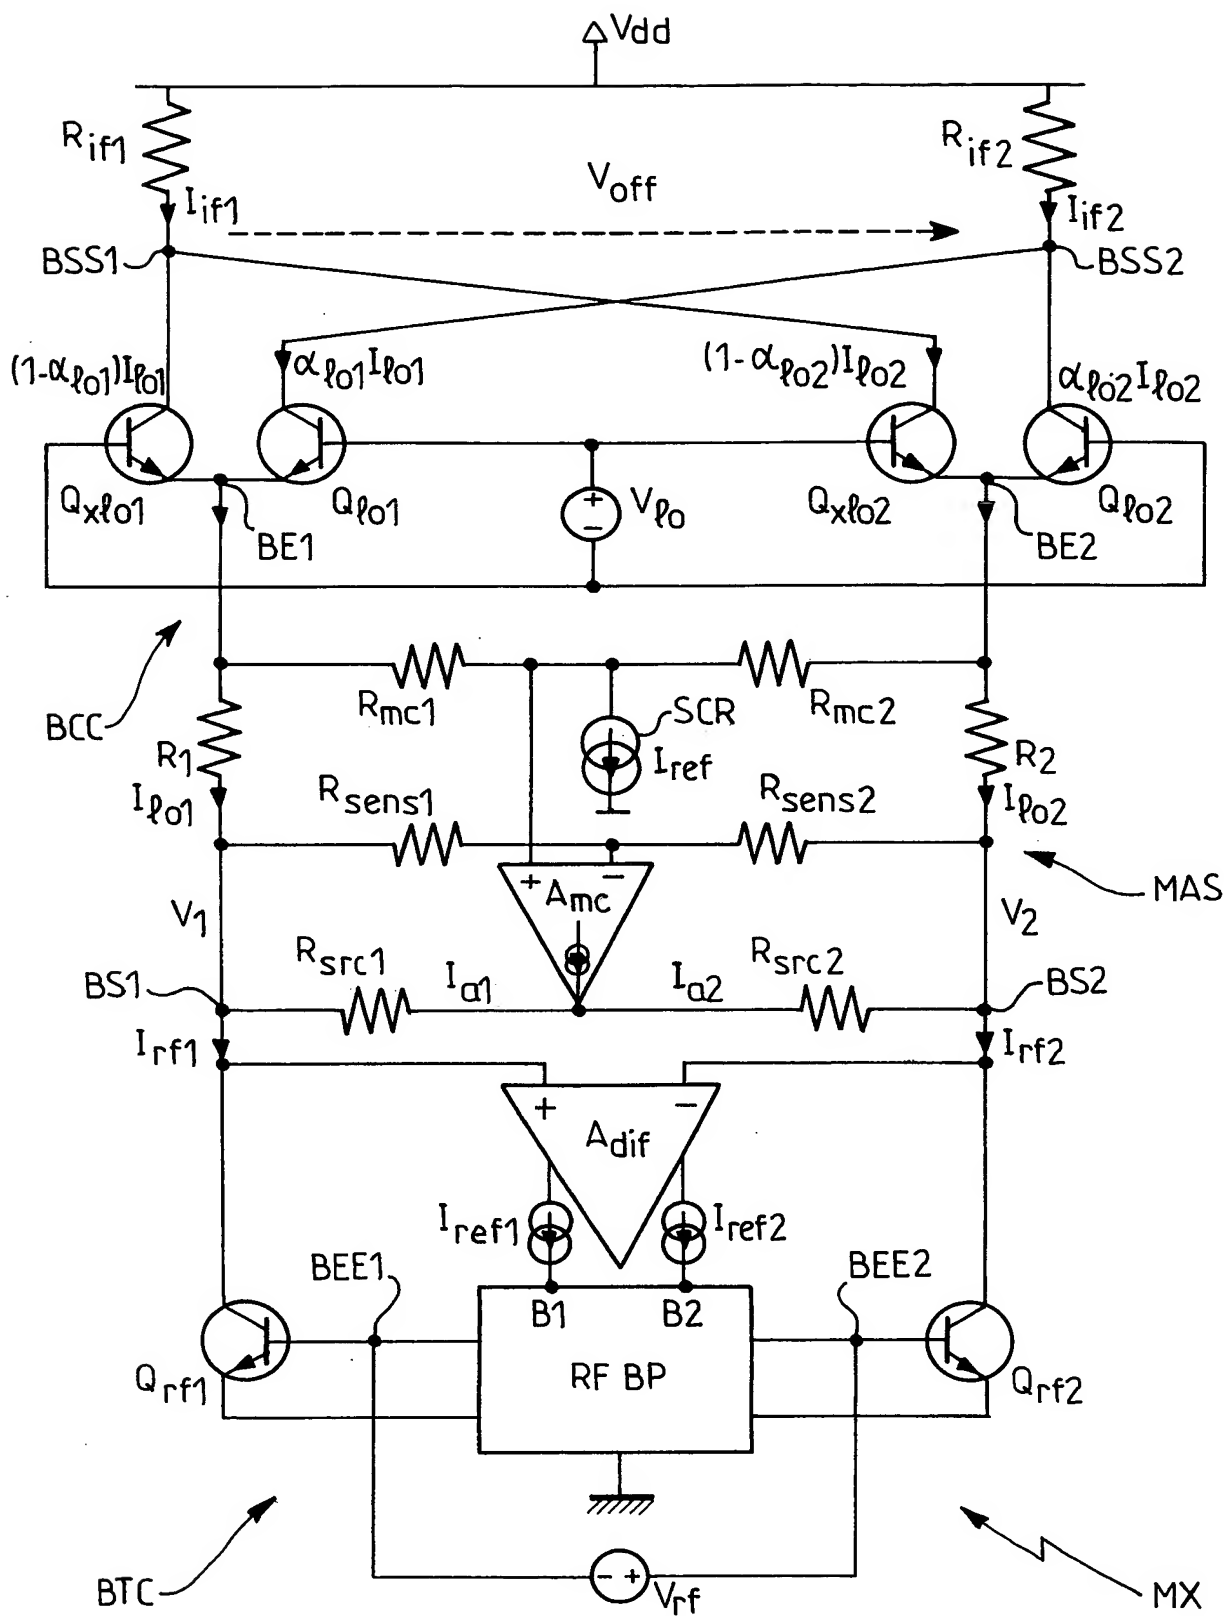 Vdd
Rif1
Rif2
Voff
Iif1
Iif2
BSS1
BSS2
(1-αℓo1)Iℓo1
αℓo1Iℓo1
(1-αℓo2)Iℓo2
αℓo2Iℓo2
Qxℓo1
Qℓo1
+
−
Vℓo
Qxℓo2
Qℓo2
BE1
BE2
BCC
Rmc1
Rmc2
SCR
R1
Iref
R2
Iℓo1
Rsens1
Rsens2
Iℓo2
+
−
Amc
MAS
V1
V2
Rsrc1
Rsrc2
BS1
Ia1
Ia2
BS2
Irf1
Irf2
+
−
Adif
Iref1
Iref2
BEE1
BEE2
B1
B2
RF BP
Qrf1
Qrf2
BTC
− +
Vrf
MX